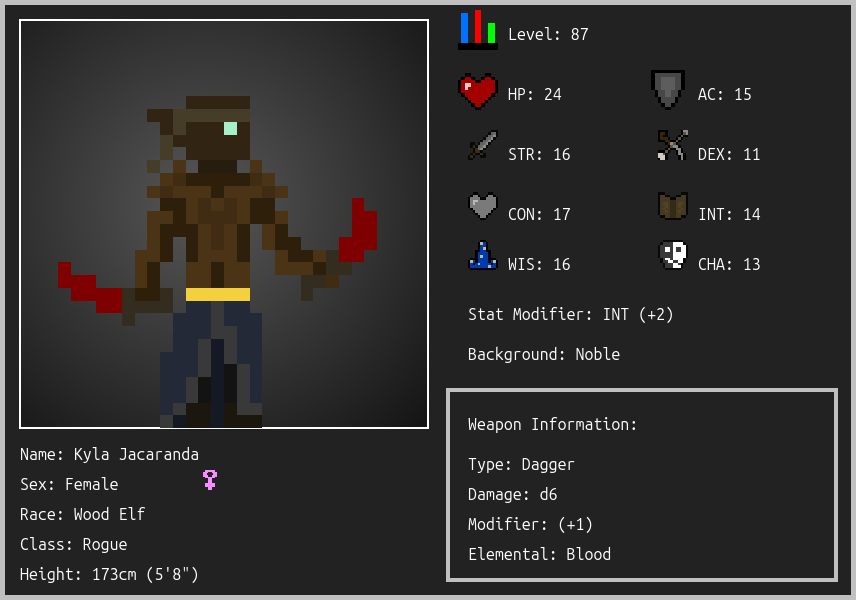 Level: 87
HP: 24
AC: 15
STR: 16
DEX: 11
CON: 17
INT: 14
WIS: 16
CHA: 13
Stat Modifier: INT (+2)
Background: Noble
Weapon Information:
Type: Dagger
Damage: d6
Modifier: (+1)
Elemental: Blood
Name: Kyla Jacaranda
Sex: Female
Race: Wood Elf
Class: Rogue
Height: 173cm (5'8")